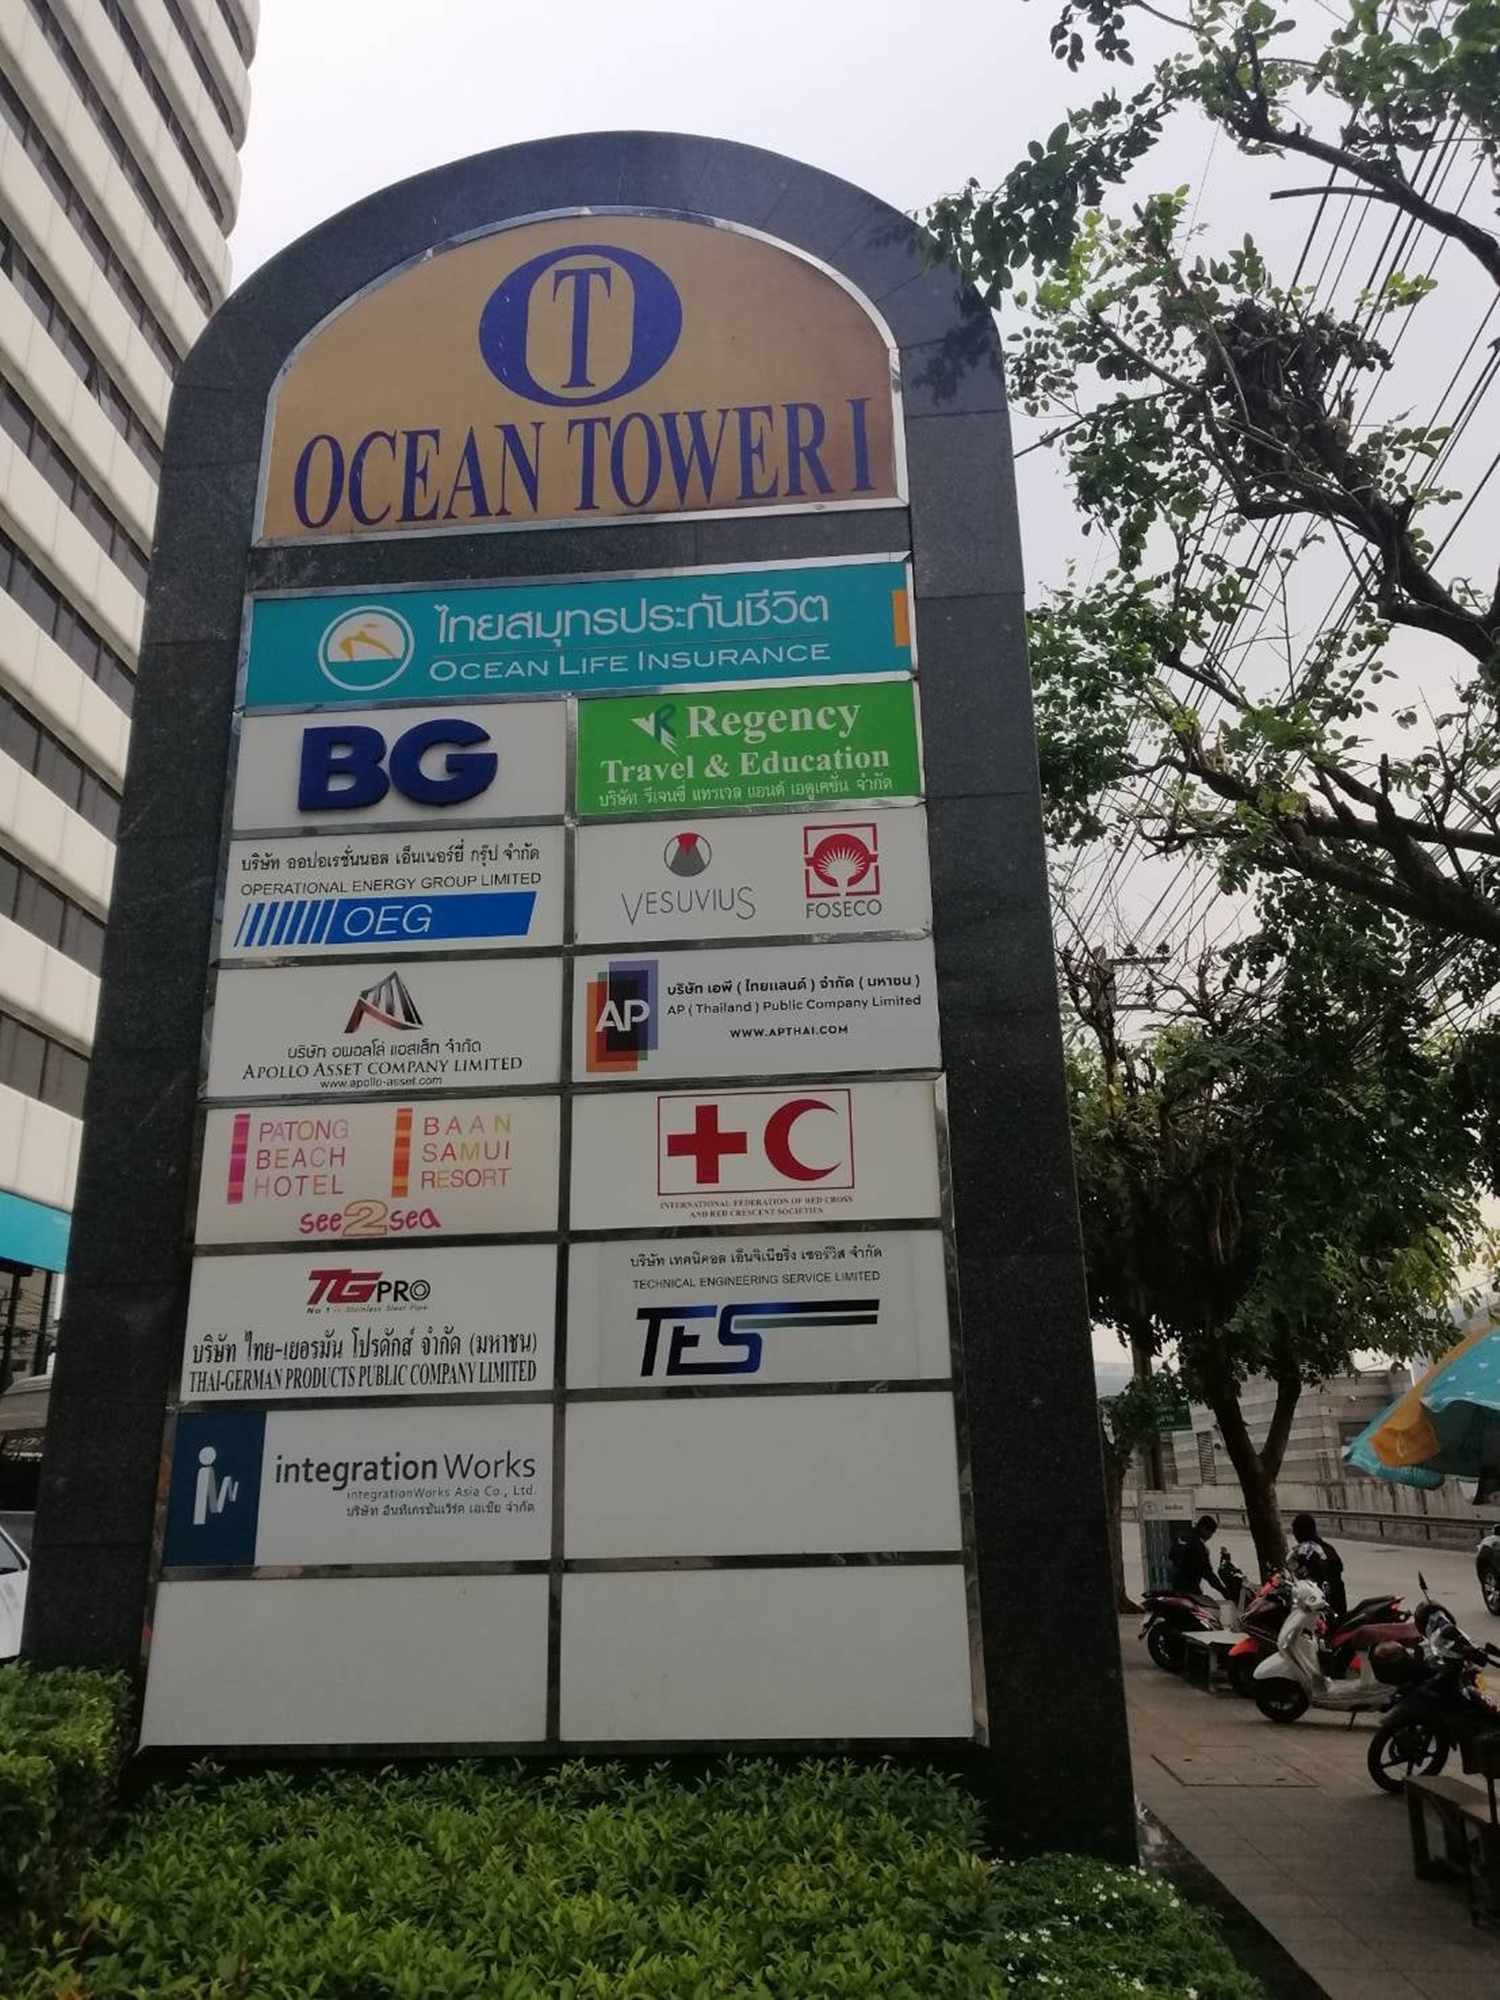 OT
OCEAN TOWER I
ไทยสมุทรประกันชีวิต
OCEAN LIFE INSURANCE
BG
R Regency
Travel & Education
บริษัท รีเจนซี่ แทรเวล แอนด์ เอดูเคชั่น จำกัด
บริษัท ออปอเรชั่นนอล เอ็นเนอร์ยี่ กรุ๊ป จำกัด
OPERATIONAL ENERGY GROUP LIMITED
OEG
VESUVIUS
FOSECO
บริษัท อพอลโล่ แอสเส็ท จำกัด
APOLLO ASSET COMPANY LIMITED
www.apollo-asset.com
AP
บริษัท เอพี ( ไทยแลนด์ ) จำกัด ( มหาชน )
AP ( Thailand ) Public Company Limited
WWW.APTHAI.COM
PATONG
BEACH
HOTEL
BAAN
SAMUI
RESORT
see2sea
INTERNATIONAL FEDERATION OF RED CROSS
AND RED CRESCENT SOCIETIES
TGPRO
No 1 in Stainless Steel Pipe
บริษัท ไทย-เยอรมัน โปรดักส์ จำกัด (มหาชน)
THAI-GERMAN PRODUCTS PUBLIC COMPANY LIMITED
บริษัท เทคนิคอล เอ็นจิเนียริ่ง เซอร์วิส จำกัด
TECHNICAL ENGINEERING SERVICE LIMITED
TES
integrationWorks
integrationWorks Asia Co., Ltd.
บริษัท อินทิเกรชันเวิร์ค เอเชีย จำกัด